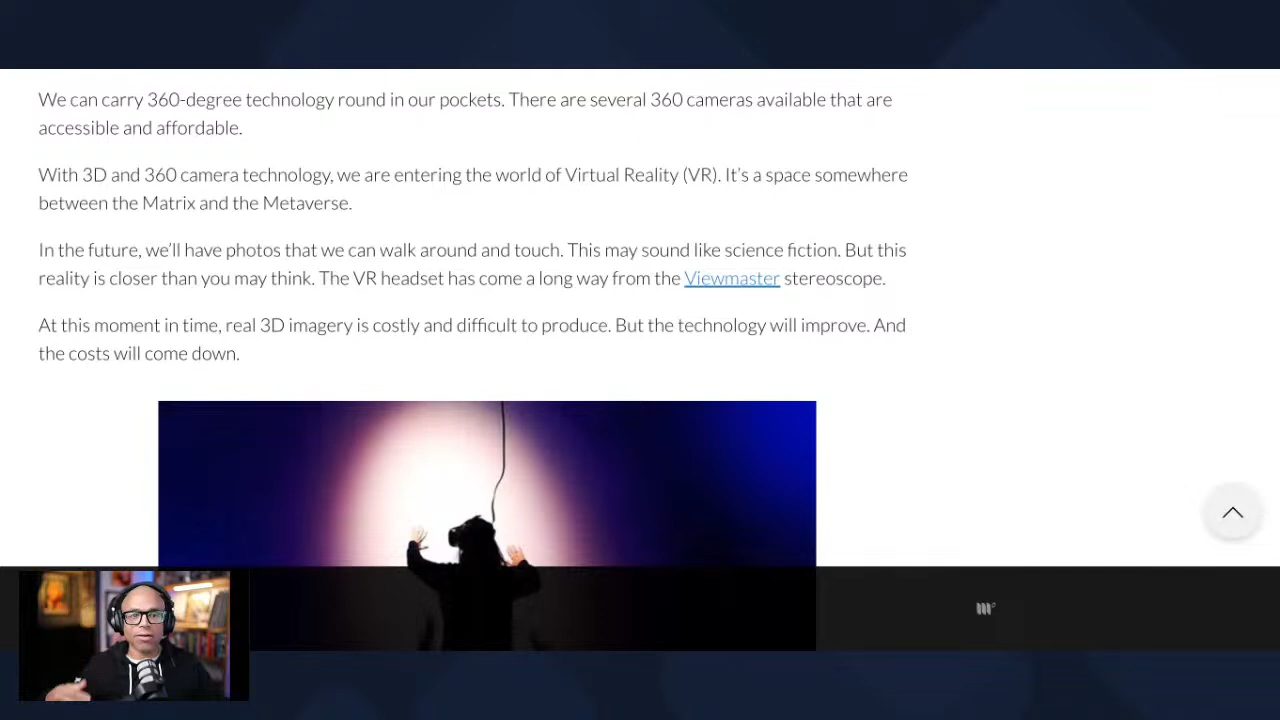 We can carry 360-degree technology round in our pockets. There are several 360 cameras available that are
accessible and affordable.
With 3D and 360 camera technology, we are entering the world of Virtual Reality (VR). It’s a space somewhere
between the Matrix and the Metaverse.
In the future, we’ll have photos that we can walk around and touch. This may sound like science fiction. But this
reality is closer than you may think. The VR headset has come a long way from the Viewmaster stereoscope.
At this moment in time, real 3D imagery is costly and difficult to produce. But the technology will improve. And
the costs will come down.